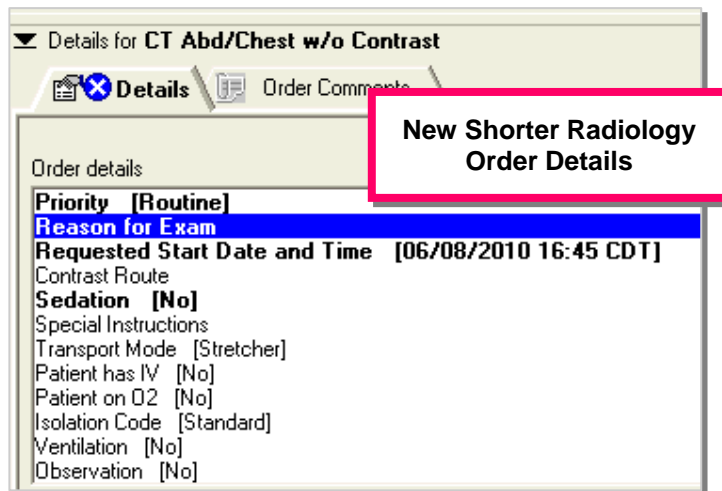 Details for CT Abd/Chest w/o Contrast
Details
Order Comments
New Shorter Radiology
Order Details
Order details
Priority [Routine]
Reason for Exam
Requested Start Date and Time [06/08/2010 16:45 CDT]
Contrast Route
Sedation [No]
Special Instructions
Transport Mode [Stretcher]
Patient has IV [No]
Patient on O2 [No]
Isolation Code [Standard]
Ventilation [No]
Observation [No]